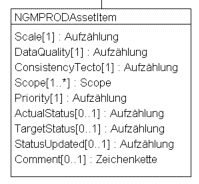 NGMPRODAssetItem
Scale[1] : Aufzählung
DataQuality[1] : Aufzählung
ConsistencyTecto[1] : Aufzählung
Scope[1..*] : Scope
Priority[1] : Aufzählung
ActualStatus[0..1] : Aufzählung
TargetStatus[0..1] : Aufzählung
StatusUpdated[0..1] : Aufzählung
Comment[0..1] : Zeichenkette